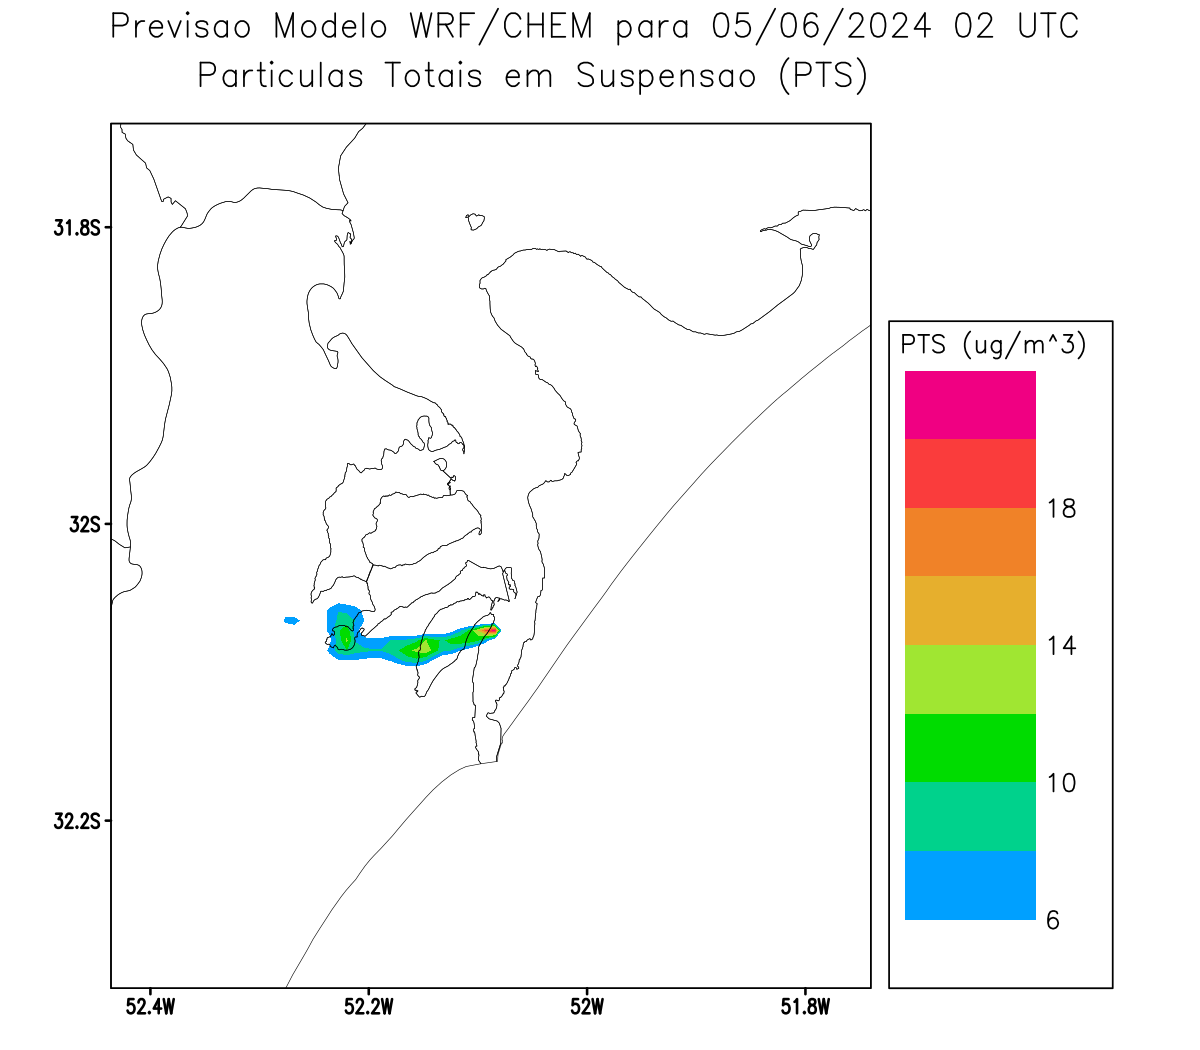 Previsao Modelo WRF/CHEM para 05/06/2024 02 UTC
Particulas Totais em Suspensao (PTS)
31.8S
32S
32.2S
52.4W 52.2W 52W 51.8W
PTS (ug/m^3)
18
14
10
6